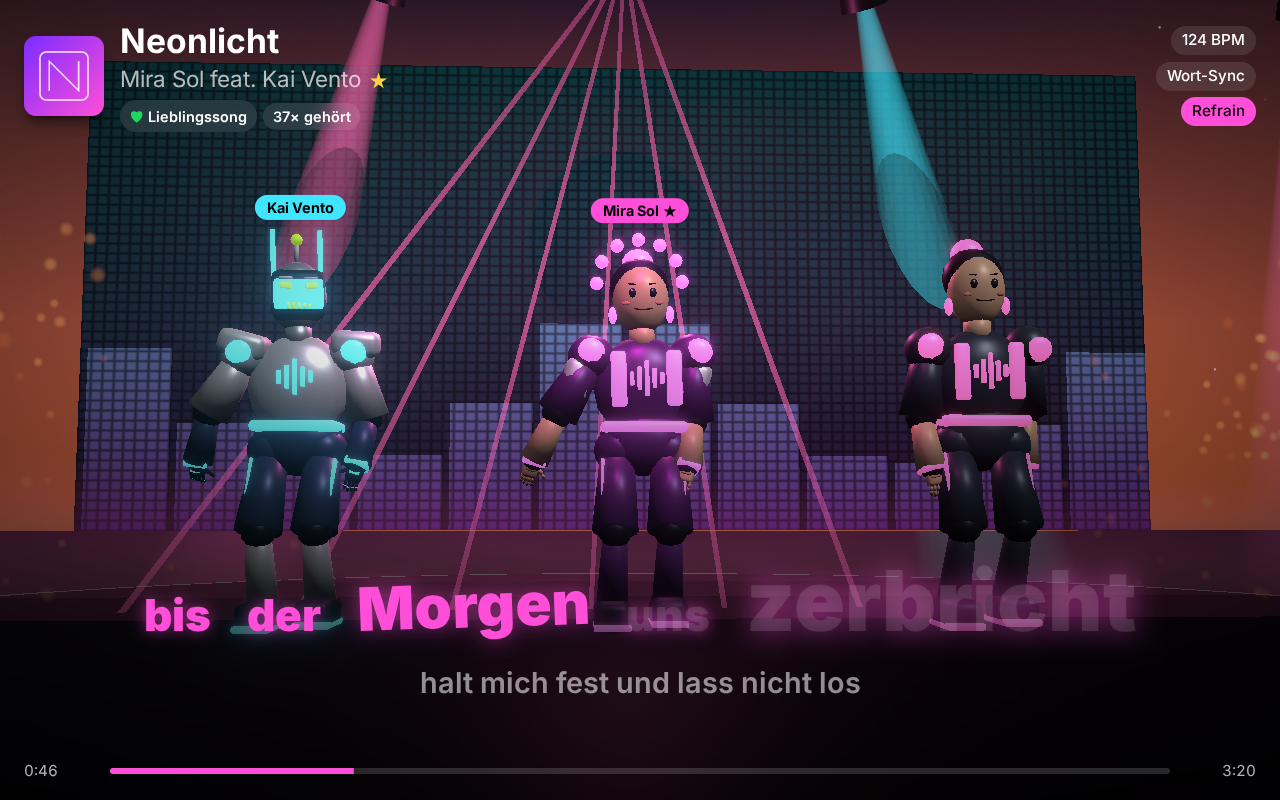 N
Neonlicht
Mira Sol feat. Kai Vento ★
Lieblingssong
37× gehört
124 BPM
Wort-Sync
Refrain
Kai Vento
Mira Sol ★
bis der Morgen uns zerbricht
halt mich fest und lass nicht los
0:46
3:20